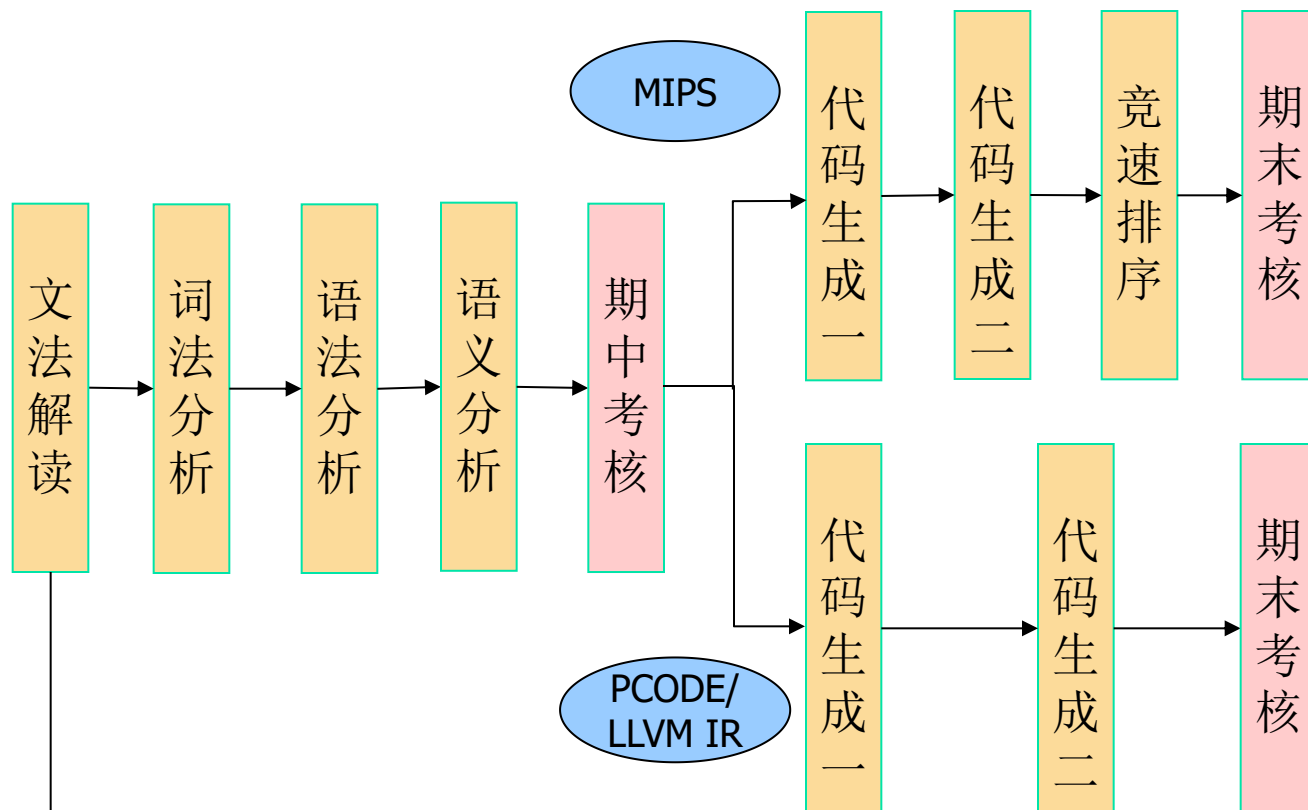 MIPS
代码生成一
代码生成二
竞速排序
期末考核
文法解读
词法分析
语法分析
语义分析
期中考核
PCODE/
LLVM IR
代码生成一
代码生成二
期末考核